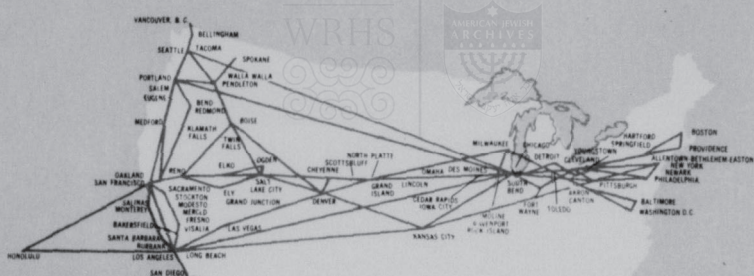 VANCOUVER, B. C.
BELLINGHAM
SEATTLE
TACOMA
SPOKANE
PORTLAND
WALLA WALLA
PENDLETON
SALEM
EUGENE
BEND
REDMOND
MEDFORD
KLAMATH
FALLS
BOISE
TWIN
FALLS
ELKO
OGDEN
RENO
SALT
LAKE CITY
CHEYENNE
SCOTTSBLUFF
NORTH PLATTE
OAKLAND
SAN FRANCISCO
SACRAMENTO
STOCKTON
MODESTO
MERCED
FRESNO
VISALIA
ELY
GRAND JUNCTION
DENVER
GRAND
ISLAND
LINCOLN
OMAHA
DES MOINES
CEDAR RAPIDS
IOWA CITY
SALINAS
MONTEREY
BAKERSFIELD
SANTA BARBARA
BURBANK
LAS VEGAS
HONOLULU
LOS ANGELES
LONG BEACH
SAN DIEGO
KANSAS CITY
MOLINE
DAVENPORT
ROCK ISLAND
MILWAUKEE
CHICAGO
DETROIT
SOUTH
BEND
FORT
WAYNE
TOLEDO
CLEVELAND
YOUNGSTOWN
AKRON
CANTON
PITTSBURGH
HARTFORD
SPRINGFIELD
BOSTON
PROVIDENCE
ALLENTOWN-BETHLEHEM-EASTON
NEW YORK
NEWARK
PHILADELPHIA
BALTIMORE
WASHINGTON D.C.
WRHS
AMERICAN JEWISH
ARCHIVES